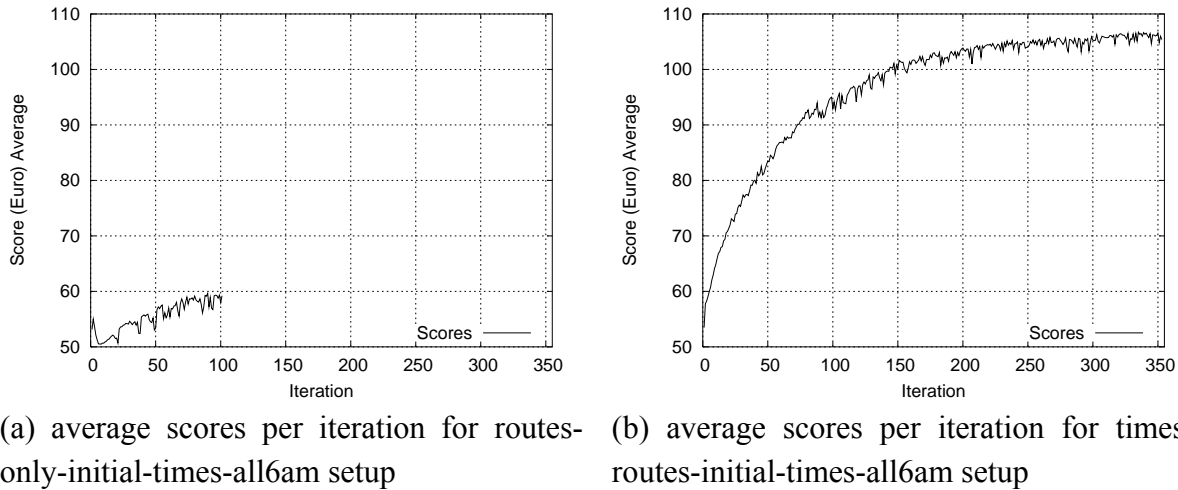 110
100
90
80
70
60
50
Score (Euro) Average
0 50 100 150 200 250 300 350
Iteration
Scores
110
100
90
80
70
60
50
Score (Euro) Average
0 50 100 150 200 250 300 350
Iteration
Scores
(a) average scores per iteration for routes-
only-initial-times-all6am setup
(b) average scores per iteration for times
routes-initial-times-all6am setup